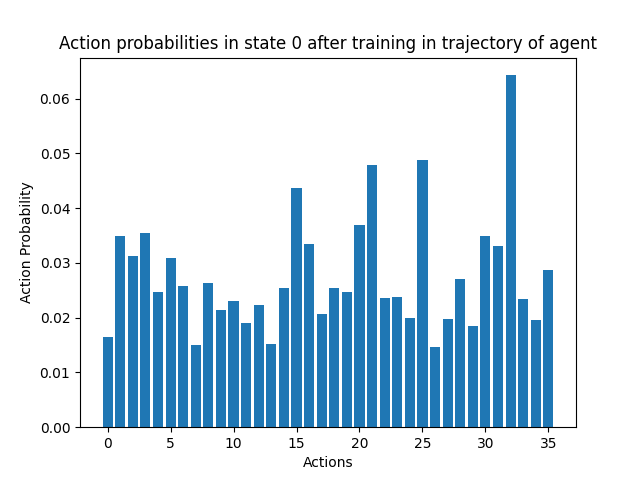 Action probabilities in state 0 after training in trajectory of agent
0.06
0.05
0.04
0.03
0.02
0.01
0.00
Action Probability
0 5 10 15 20 25 30 35
Actions